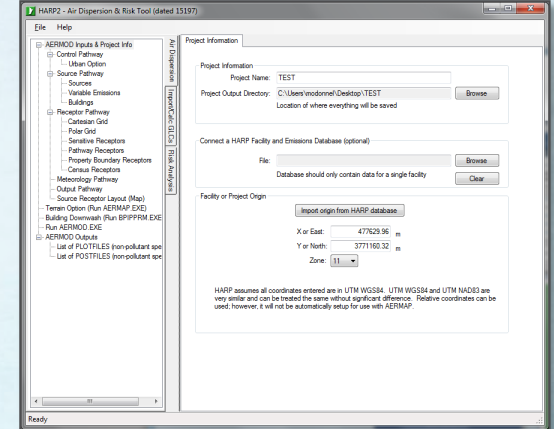 HARP2 - Air Dispersion & Risk Tool (dated 15197)
File Help
AERMOD Inputs & Project Info
Control Pathway
Urban Option
Source Pathway
Sources
Variable Emissions
Buildings
Receptor Pathway
Cartesian Grid
Polar Grid
Sensitive Receptors
Pathway Receptors
Property Boundary Receptors
Census Receptors
Meteorology Pathway
Output Pathway
Source Receptor Layout (Map)
Terrain Option (Run AERMAP.EXE)
Building Downwash (Run BPIPPRM.EXE
Run AERMOD.EXE
AERMOD Outputs
List of PLOTFILES (non-pollutant spe
List of POSTFILES (non-pollutant spe
Air Dispersion
Import/Calc GLCs
Risk Analysis
Project Information
Project Information
Project Name: TEST
Project Output Directory: C:\Users\modonnel\Desktop\TEST Browse
Location of where everything will be saved
Connect a HARP Facility and Emissions Database (optional)
File: Browse
Database should only contain data for a single facility Clear
Facility or Project Origin
Import origin from HARP database
X or East: 477629.96 m
Y or North: 3771160.32 m
Zone: 11
HARP assumes all coordinates entered are in UTM WGS84. UTM WGS84 and UTM NAD83 are
very similar and can be treated the same without significant difference. Relative coordinates can be
used; however, it will not be automatically setup for use with AERMAP.
Ready